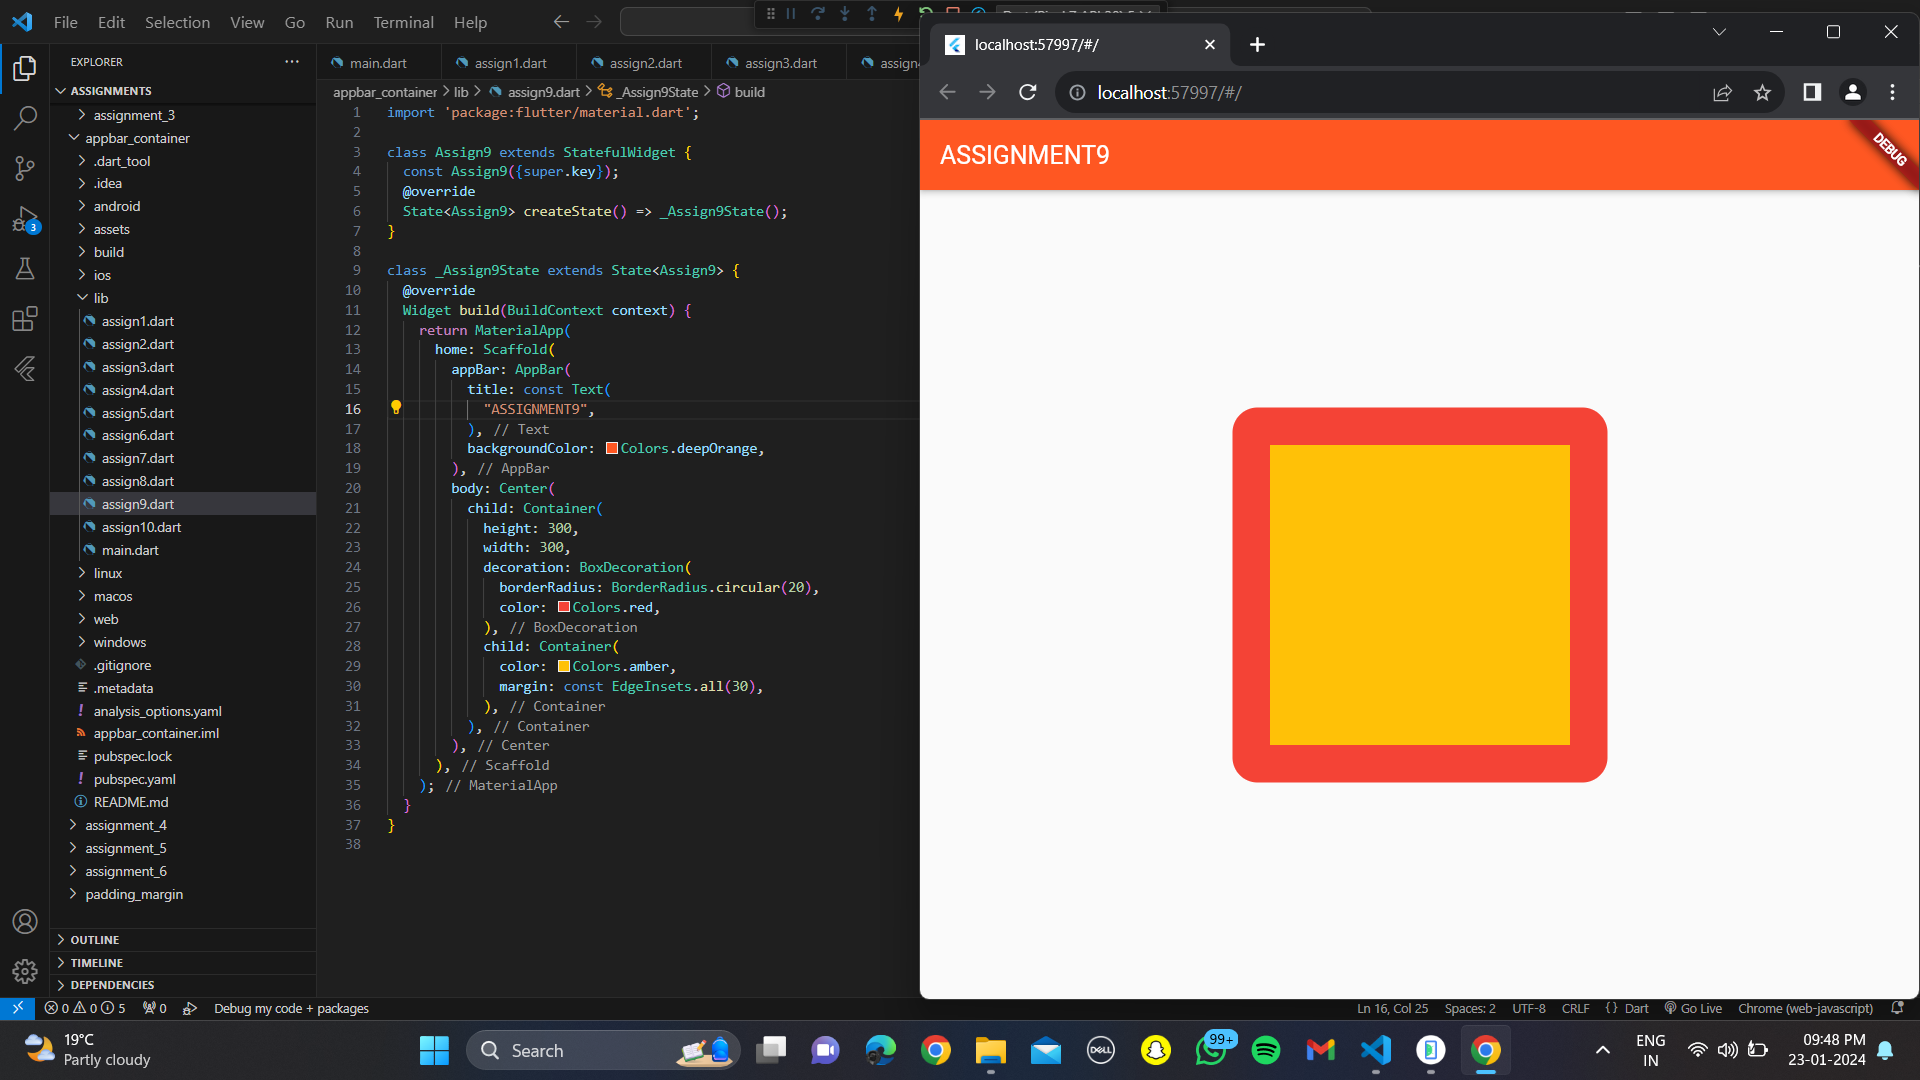 File Edit Selection View Go Run Terminal Help
localhost:57997/#/
EXPLORER
main.dart assign1.dart assign2.dart assign3.dart
localhost:57997/#/
ASSIGNMENTS
appbar_container > lib > assign9.dart > _Assign9State > build
assignment_3
appbar_container
.dart_tool
.idea
android
assets
build
ios
lib
assign1.dart
assign2.dart
assign3.dart
assign4.dart
assign5.dart
assign6.dart
assign7.dart
assign8.dart
assign9.dart
assign10.dart
main.dart
linux
macos
web
windows
.gitignore
.metadata
analysis_options.yaml
appbar_container.iml
pubspec.lock
pubspec.yaml
README.md
assignment_4
assignment_5
assignment_6
padding_margin
OUTLINE
TIMELINE
DEPENDENCIES
3
1 import 'package:flutter/material.dart';
2
3 class Assign9 extends StatefulWidget {
4 const Assign9({super.key});
5 @override
6 State<Assign9> createState() => _Assign9State();
7 }
8
9 class _Assign9State extends State<Assign9> {
10 @override
11 Widget build(BuildContext context) {
12 return MaterialApp(
13 home: Scaffold(
14 appBar: AppBar(
15 title: const Text(
16 "ASSIGNMENT9",
17 ), // Text
18 backgroundColor: Colors.deepOrange,
19 ), // AppBar
20 body: Center(
21 child: Container(
22 height: 300,
23 width: 300,
24 decoration: BoxDecoration(
25 borderRadius: BorderRadius.circular(20),
26 color: Colors.red,
27 ), // BoxDecoration
28 child: Container(
29 color: Colors.amber,
30 margin: const EdgeInsets.all(30),
31 ), // Container
32 ), // Container
33 ), // Center
34 ), // Scaffold
35 ); // MaterialApp
36 }
37 }
38
ASSIGNMENT9
DEBUG
0 0 5 0 Debug my code + packages
Ln 16, Col 25 Spaces: 2 UTF-8 CRLF { } Dart Go Live Chrome (web-javascript)
19°C
Partly cloudy
Search
DELL
99+
ENG
IN
09:48 PM
23-01-2024